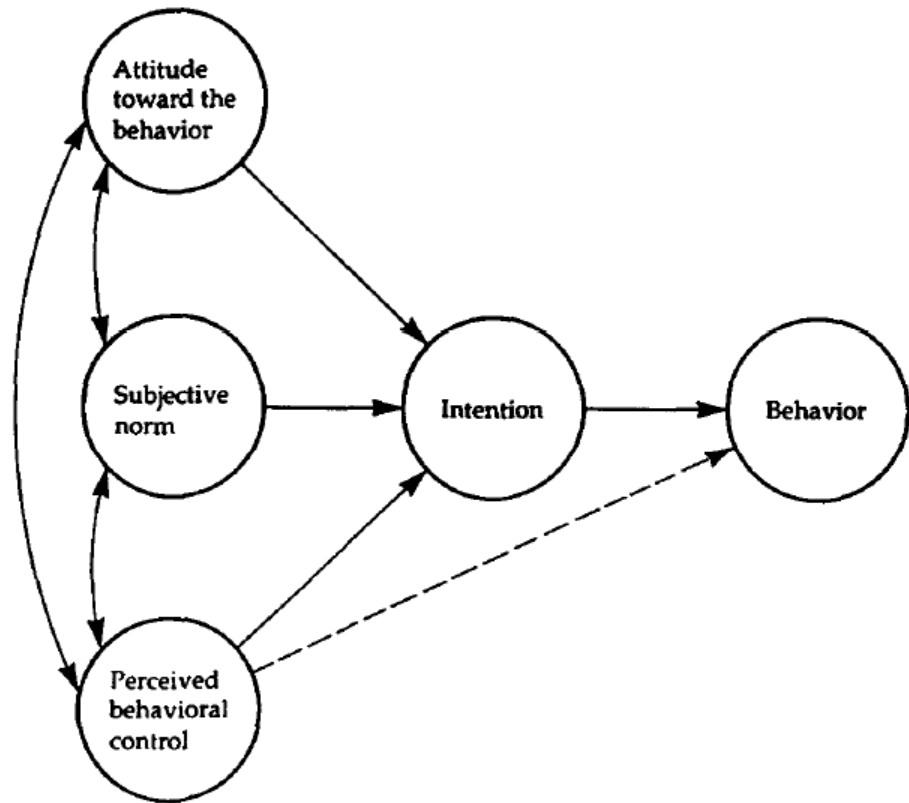 Attitude
toward the
behavior
Subjective
norm
Intention
Behavior
Perceived
behavioral
control